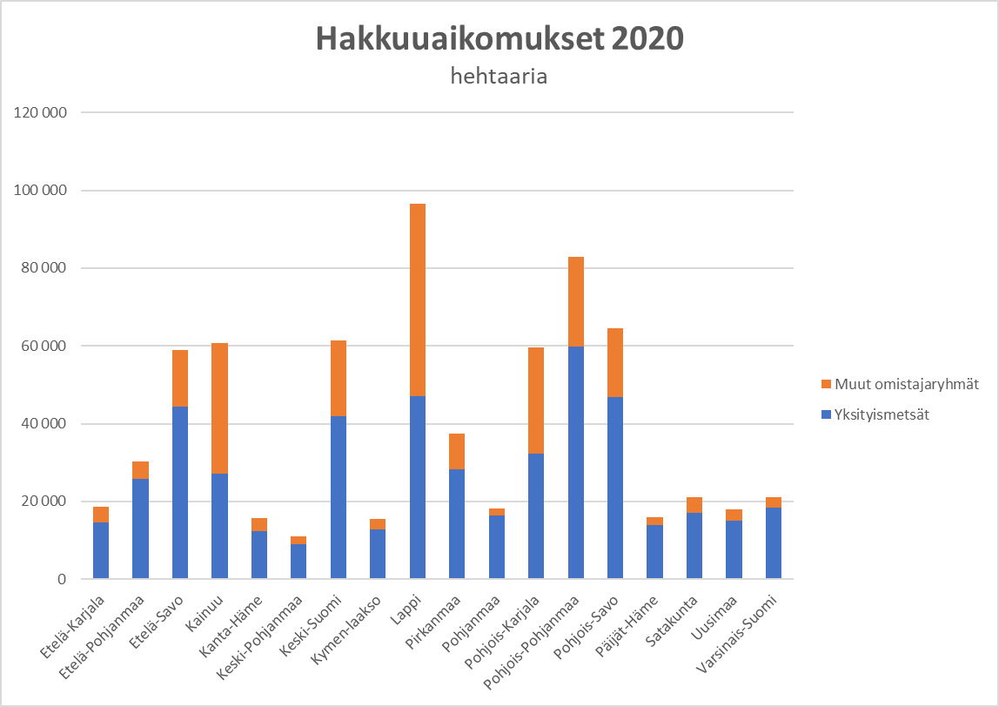 Hakkuuaikomukset 2020
hehtaaria
120 000
100 000
80 000
60 000
40 000
20 000
0
Etelä-Karjala
Etelä-Pohjanmaa
Etelä-Savo
Kainuu
Kanta-Häme
Keski-Pohjanmaa
Keski-Suomi
Kymen-laakso
Lappi
Pirkanmaa
Pohjanmaa
Pohjois-Karjala
Pohjois-Pohjanmaa
Pohjois-Savo
Päijät-Häme
Satakunta
Uusimaa
Varsinais-Suomi
Muut omistajaryhmät
Yksityismetsät